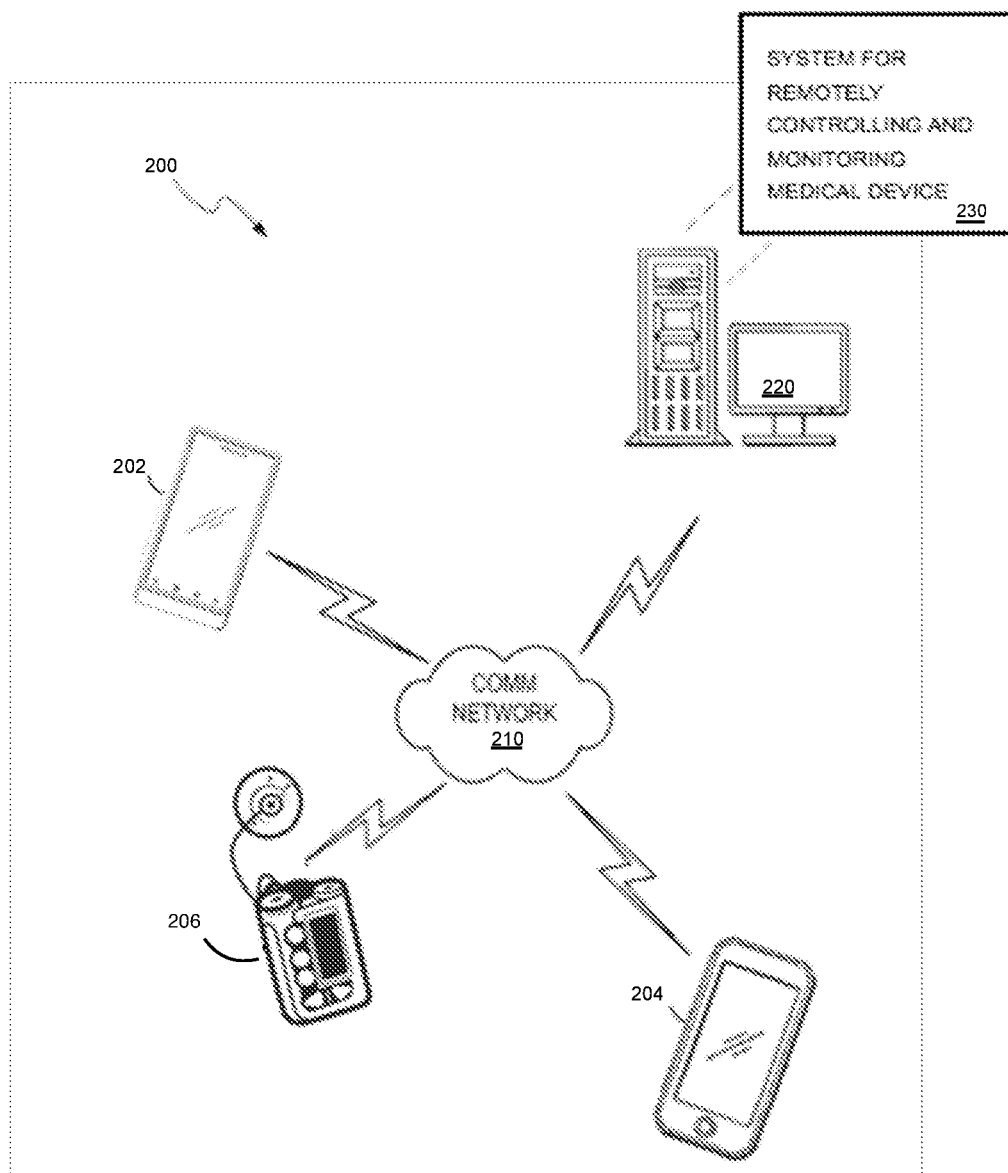 SYSTEM FOR
REMOTELY
CONTROLLING AND
MONITORING
MEDICAL DEVICE
230
200
220
202
COMM
NETWORK
210
206
204